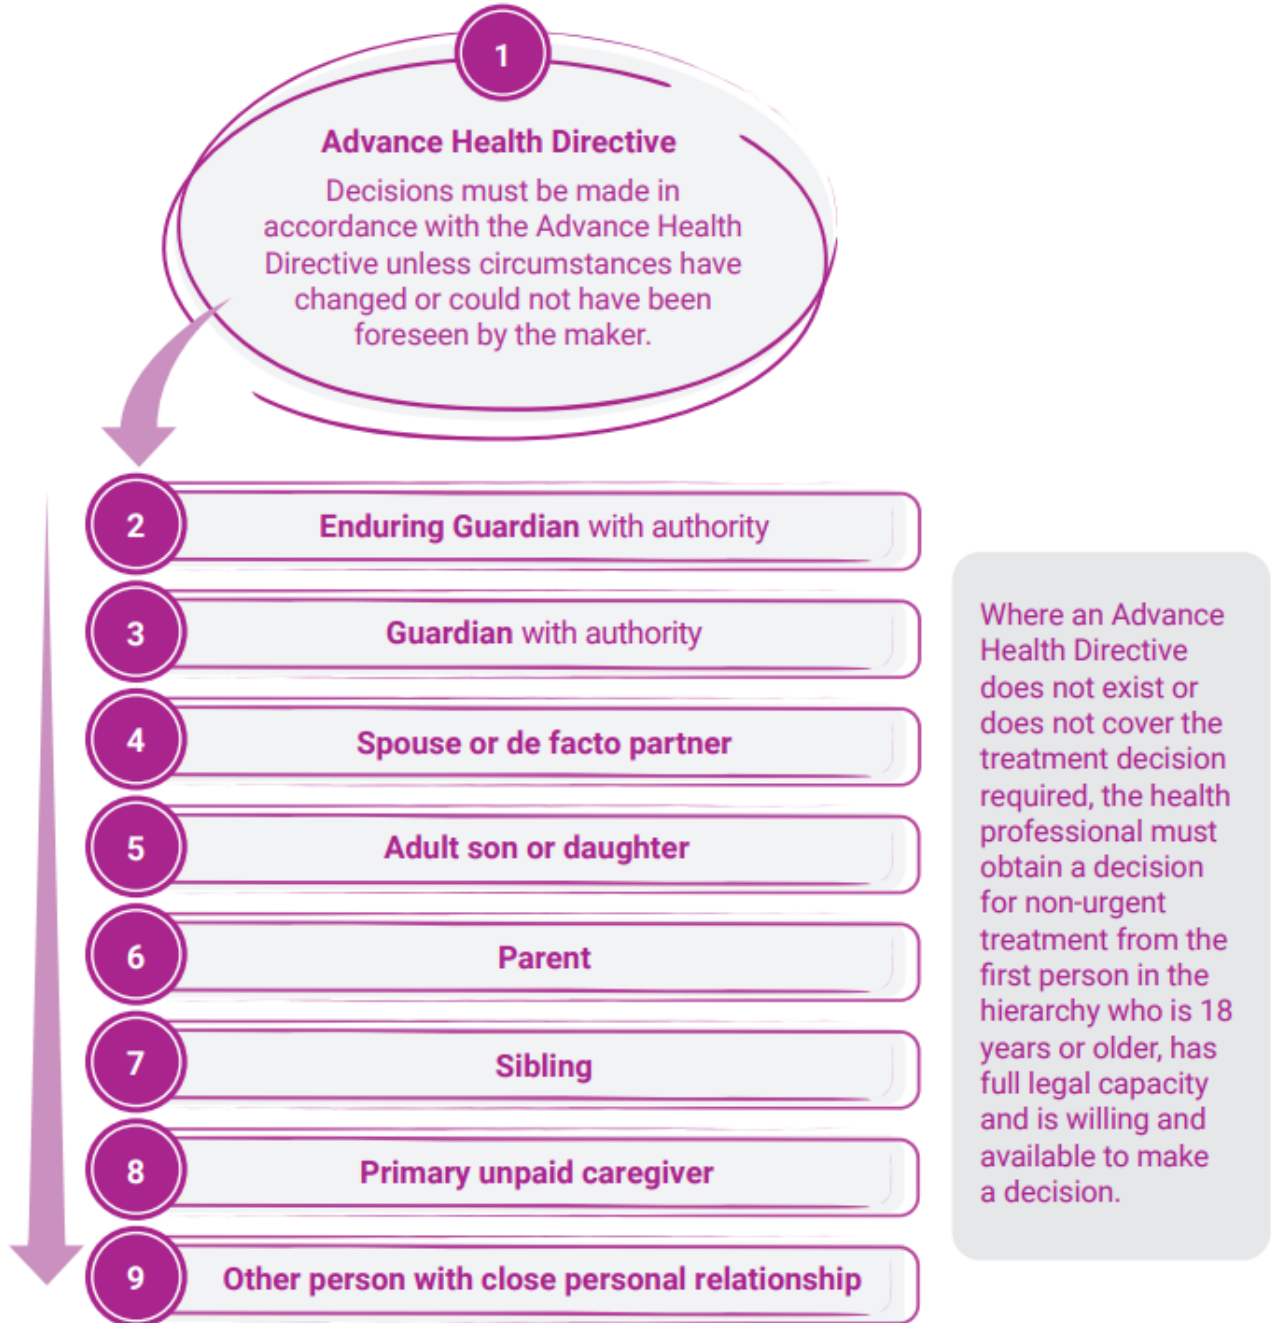 1
Advance Health Directive
Decisions must be made in
accordance with the Advance Health
Directive unless circumstances have
changed or could not have been
foreseen by the maker.
2
Enduring Guardian with authority
3
Guardian with authority
4
Spouse or de facto partner
5
Adult son or daughter
6
Parent
7
Sibling
8
Primary unpaid caregiver
9
Other person with close personal relationship
Where an Advance
Health Directive
does not exist or
does not cover the
treatment decision
required, the health
professional must
obtain a decision
for non-urgent
treatment from the
first person in the
hierarchy who is 18
years or older, has
full legal capacity
and is willing and
available to make
a decision.